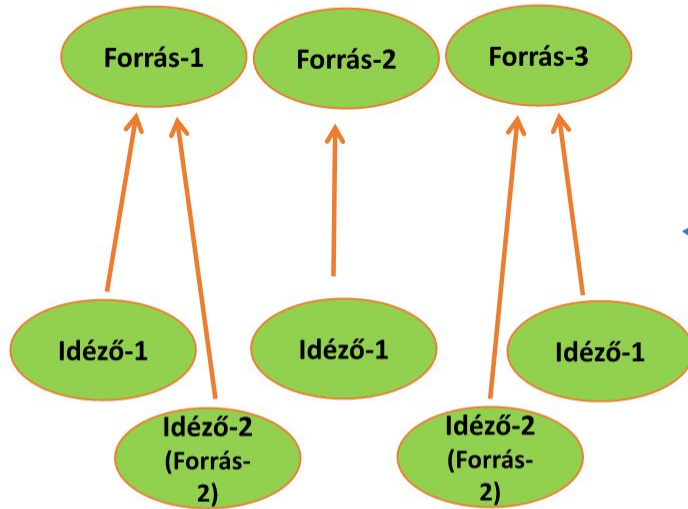 Forrás-1
Forrás-2
Forrás-3
Idéző-1
Idéző-1
Idéző-1
Idéző-2
(Forrás-
2)
Idéző-2
(Forrás-
2)